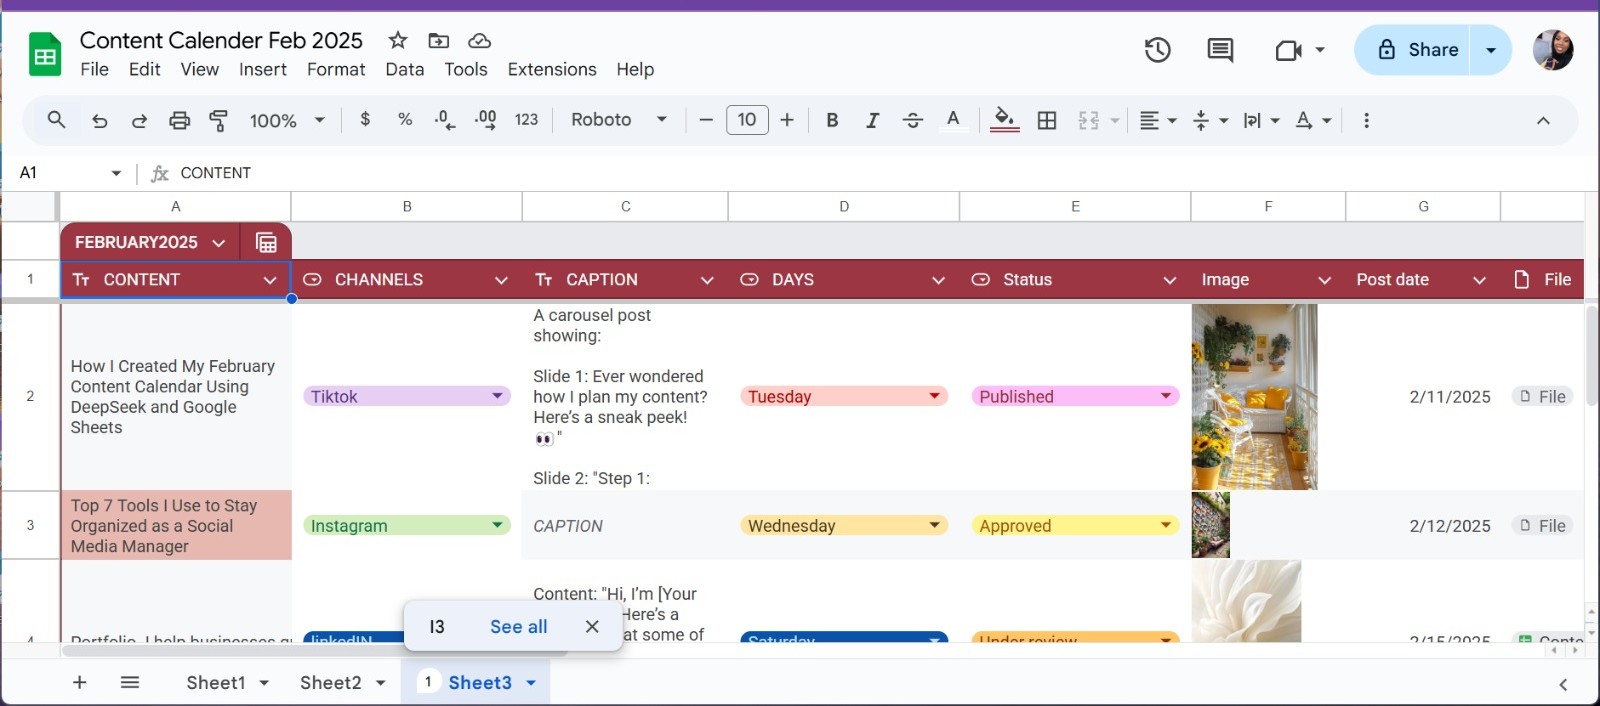 Content Calender Feb 2025
File Edit View Insert Format Data Tools Extensions Help
Share
100% $ % .0 .00 123 Roboto 10 B I A
A1 fx CONTENT
A B C D E F G
FEBRUARY2025
1 CONTENT CHANNELS CAPTION DAYS Status Image Post date File
2
How I Created My February
Content Calendar Using
DeepSeek and Google
Sheets
Tiktok
A carousel post
showing:
Slide 1: Ever wondered
how I plan my content?
Here's a sneak peek!
👀 "
Slide 2: "Step 1:
Tuesday
Published
2/11/2025
File
3
Top 7 Tools I Use to Stay
Organized as a Social
Media Manager
Instagram
CAPTION
Wednesday
Approved
2/12/2025
File
4
Portfolio. I help businesses
linkedIN
Content: "Hi, I'm [Your
Here's a
at some of
Saturday
Under review
2/15/2025
Conte
I3 See all
Sheet1 Sheet2 1 Sheet3